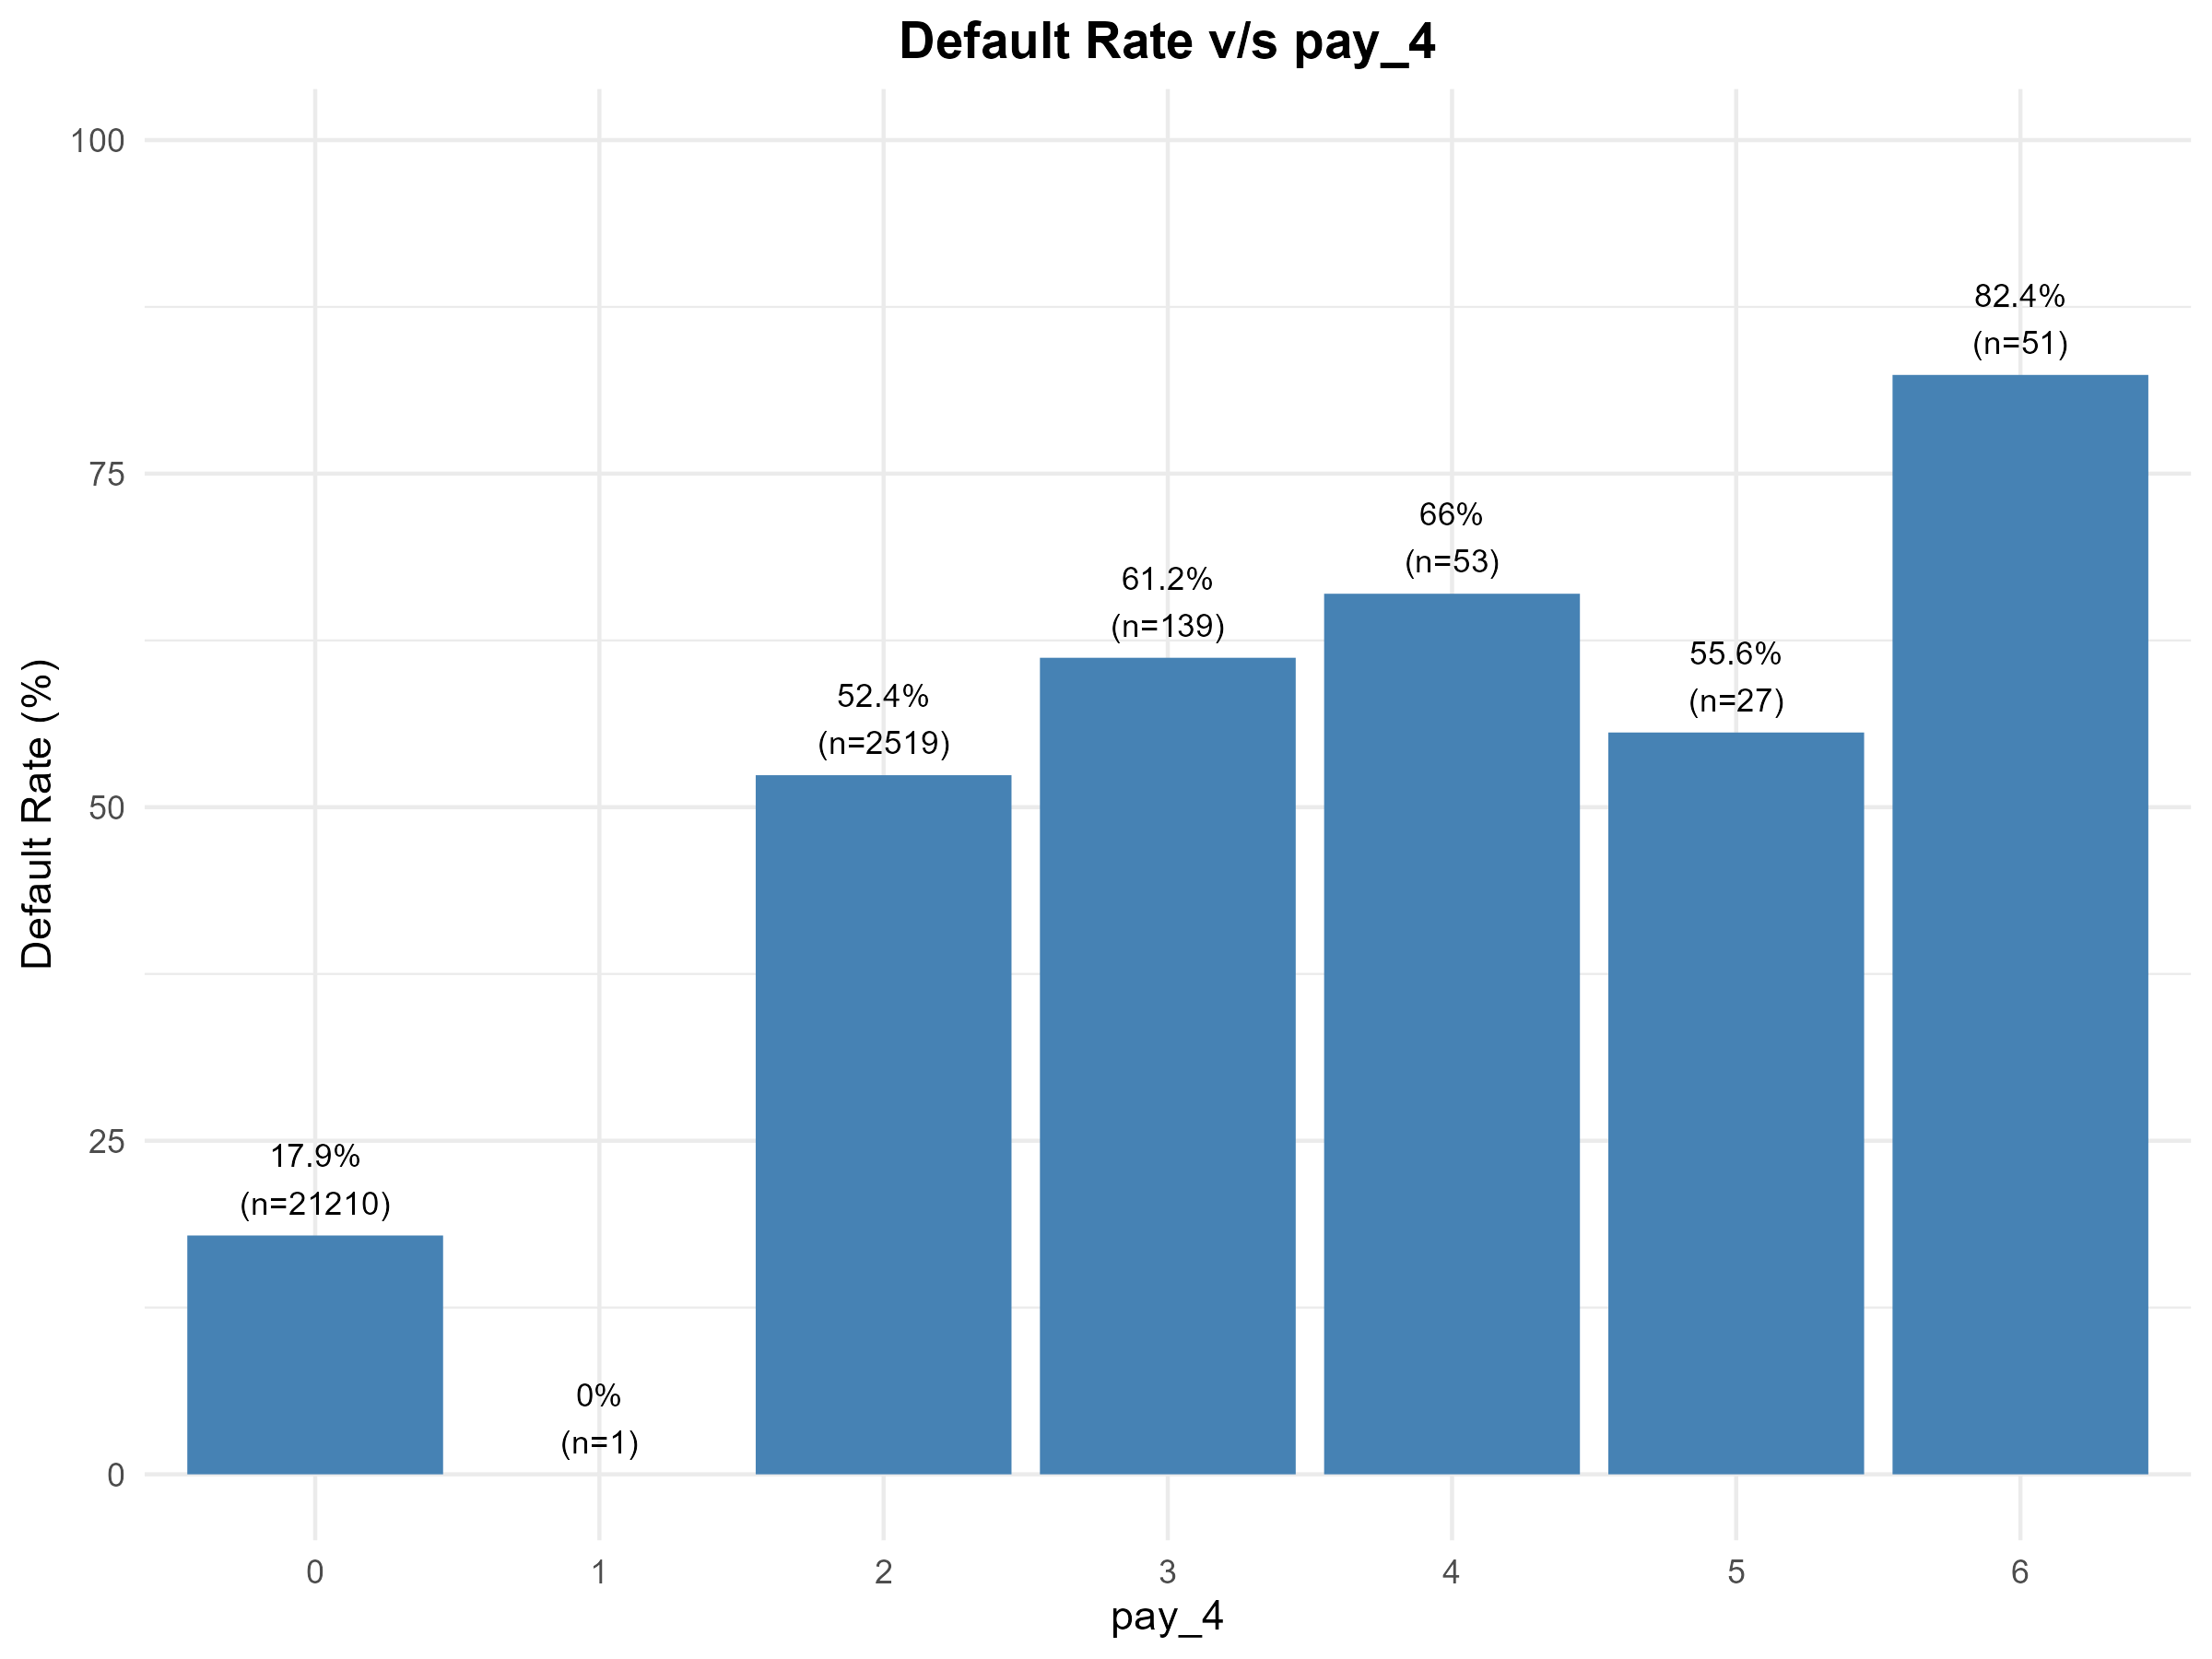 Default Rate v/s pay_4
Default Rate (%)
100
75
50
25
0
17.9%
(n=21210)
0%
(n=1)
52.4%
(n=2519)
61.2%
(n=139)
66%
(n=53)
55.6%
(n=27)
82.4%
(n=51)
0 1 2 3 4 5 6
pay_4